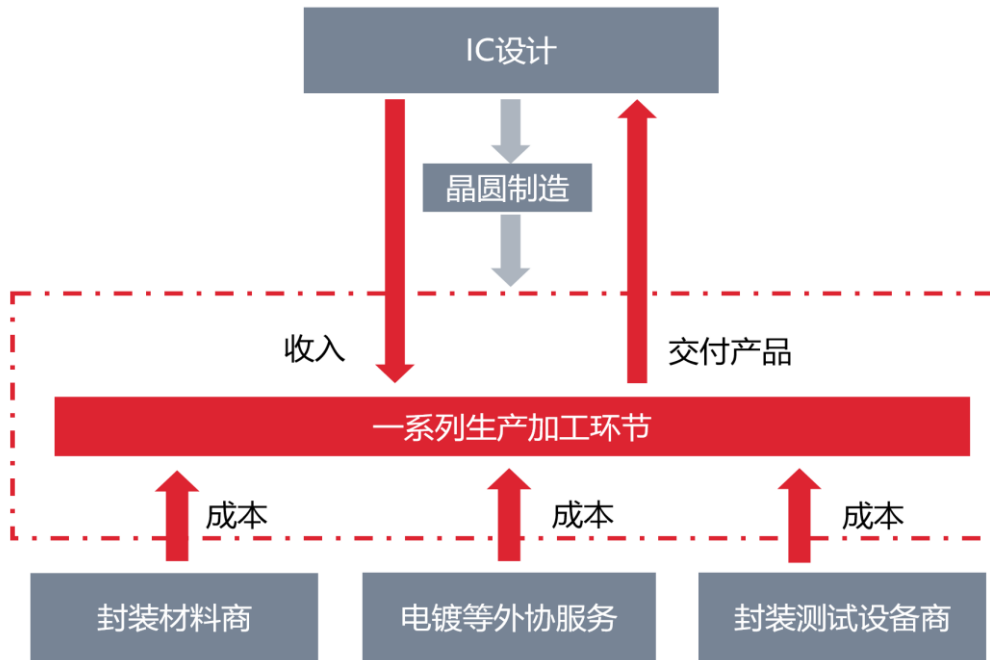 IC设计
晶圆制造
收入
交付产品
一系列生产加工环节
成本
成本
成本
封装材料商
电镀等外协服务
封装测试设备商